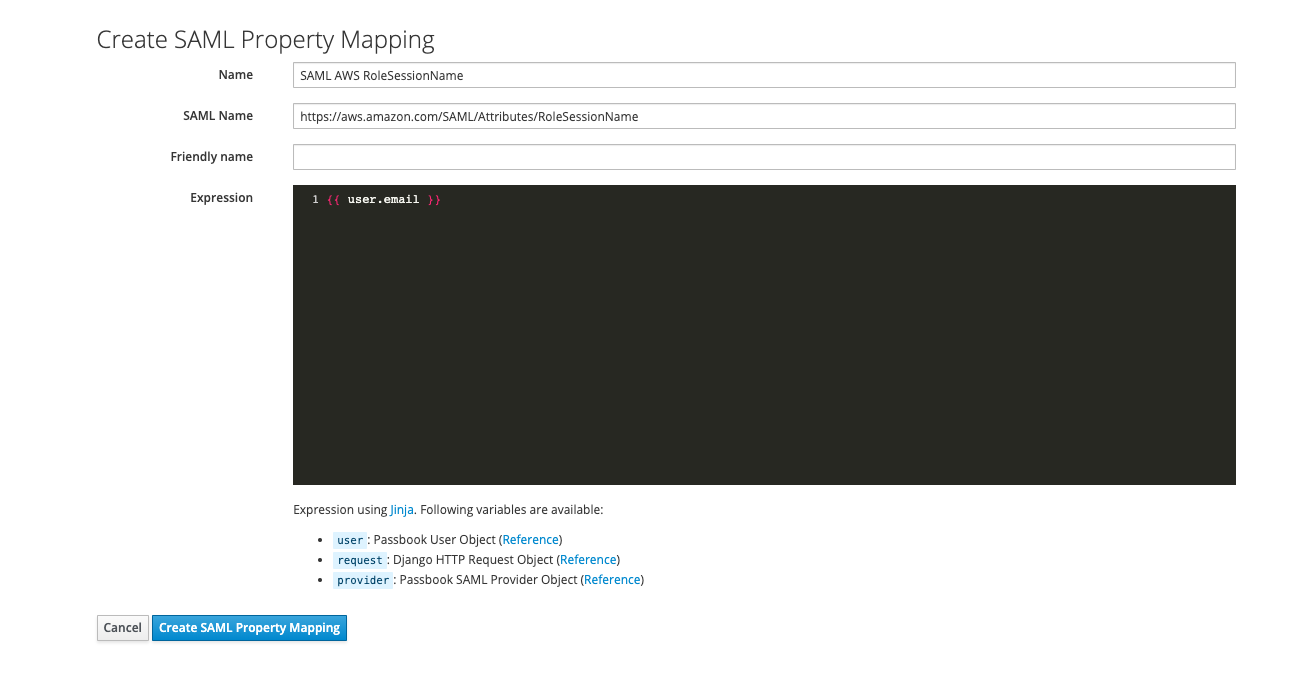 Create SAML Property Mapping
Name
SAML AWS RoleSessionName
SAML Name
https://aws.amazon.com/SAML/Attributes/RoleSessionName
Friendly name
Expression
1 {{ user.email }}
Expression using Jinja. Following variables are available:
• user: Passbook User Object (Reference)
• request: Django HTTP Request Object (Reference)
• provider: Passbook SAML Provider Object (Reference)
Cancel
Create SAML Property Mapping